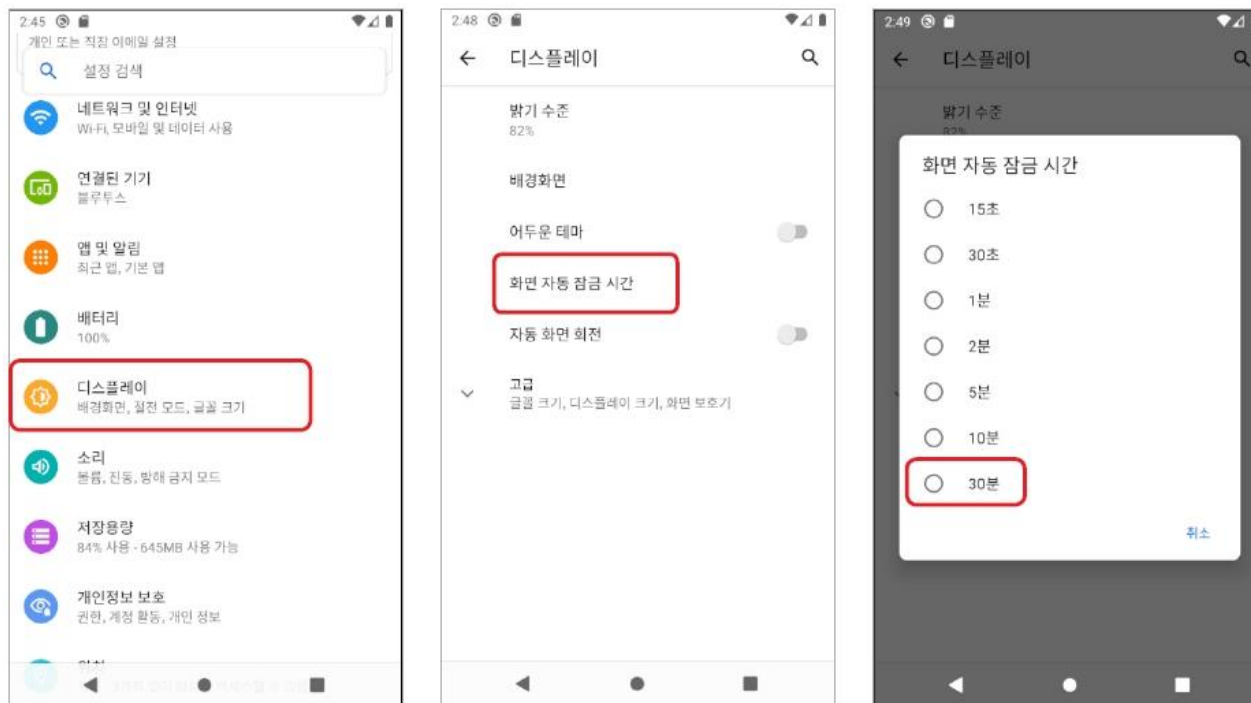 2:45
개인 또는 직장 이메일 설정
설정 검색
네트워크 및 인터넷
Wi-Fi, 모바일 및 데이터 사용
연결된 기기
블루투스
앱 및 알림
최근 앱, 기본 앱
배터리
100%
디스플레이
배경화면, 절전 모드, 글꼴 크기
소리
볼륨, 진동, 방해 금지 모드
저장용량
84% 사용 - 645MB 사용 가능
개인정보 보호
권한, 계정 활동, 개인 정보
위치
2:48
디스플레이
밝기 수준
82%
배경화면
어두운 테마
화면 자동 잠금 시간
자동 화면 회전
고급
글꼴 크기, 디스플레이 크기, 화면 보호기
2:49
디스플레이
밝기 수준
82%
화면 자동 잠금 시간
15초
30초
1분
2분
5분
10분
30분
취소